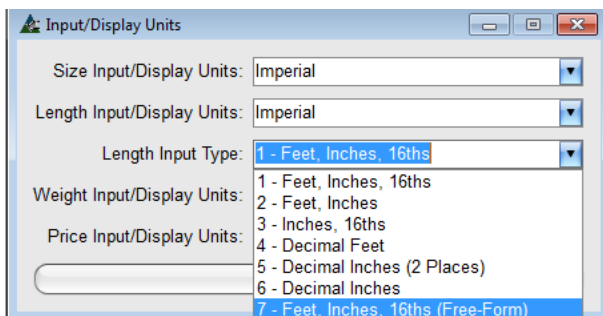 Input/Display Units
Size Input/Display Units: Imperial
Length Input/Display Units: Imperial
Length Input Type: 1 - Feet, Inches, 16ths
1 - Feet, Inches, 16ths
Weight Input/Display Units:
2 - Feet, Inches
3 - Inches, 16ths
Price Input/Display Units:
4 - Decimal Feet
5 - Decimal Inches (2 Places)
6 - Decimal Inches
7 - Feet, Inches, 16ths (Free-Form)